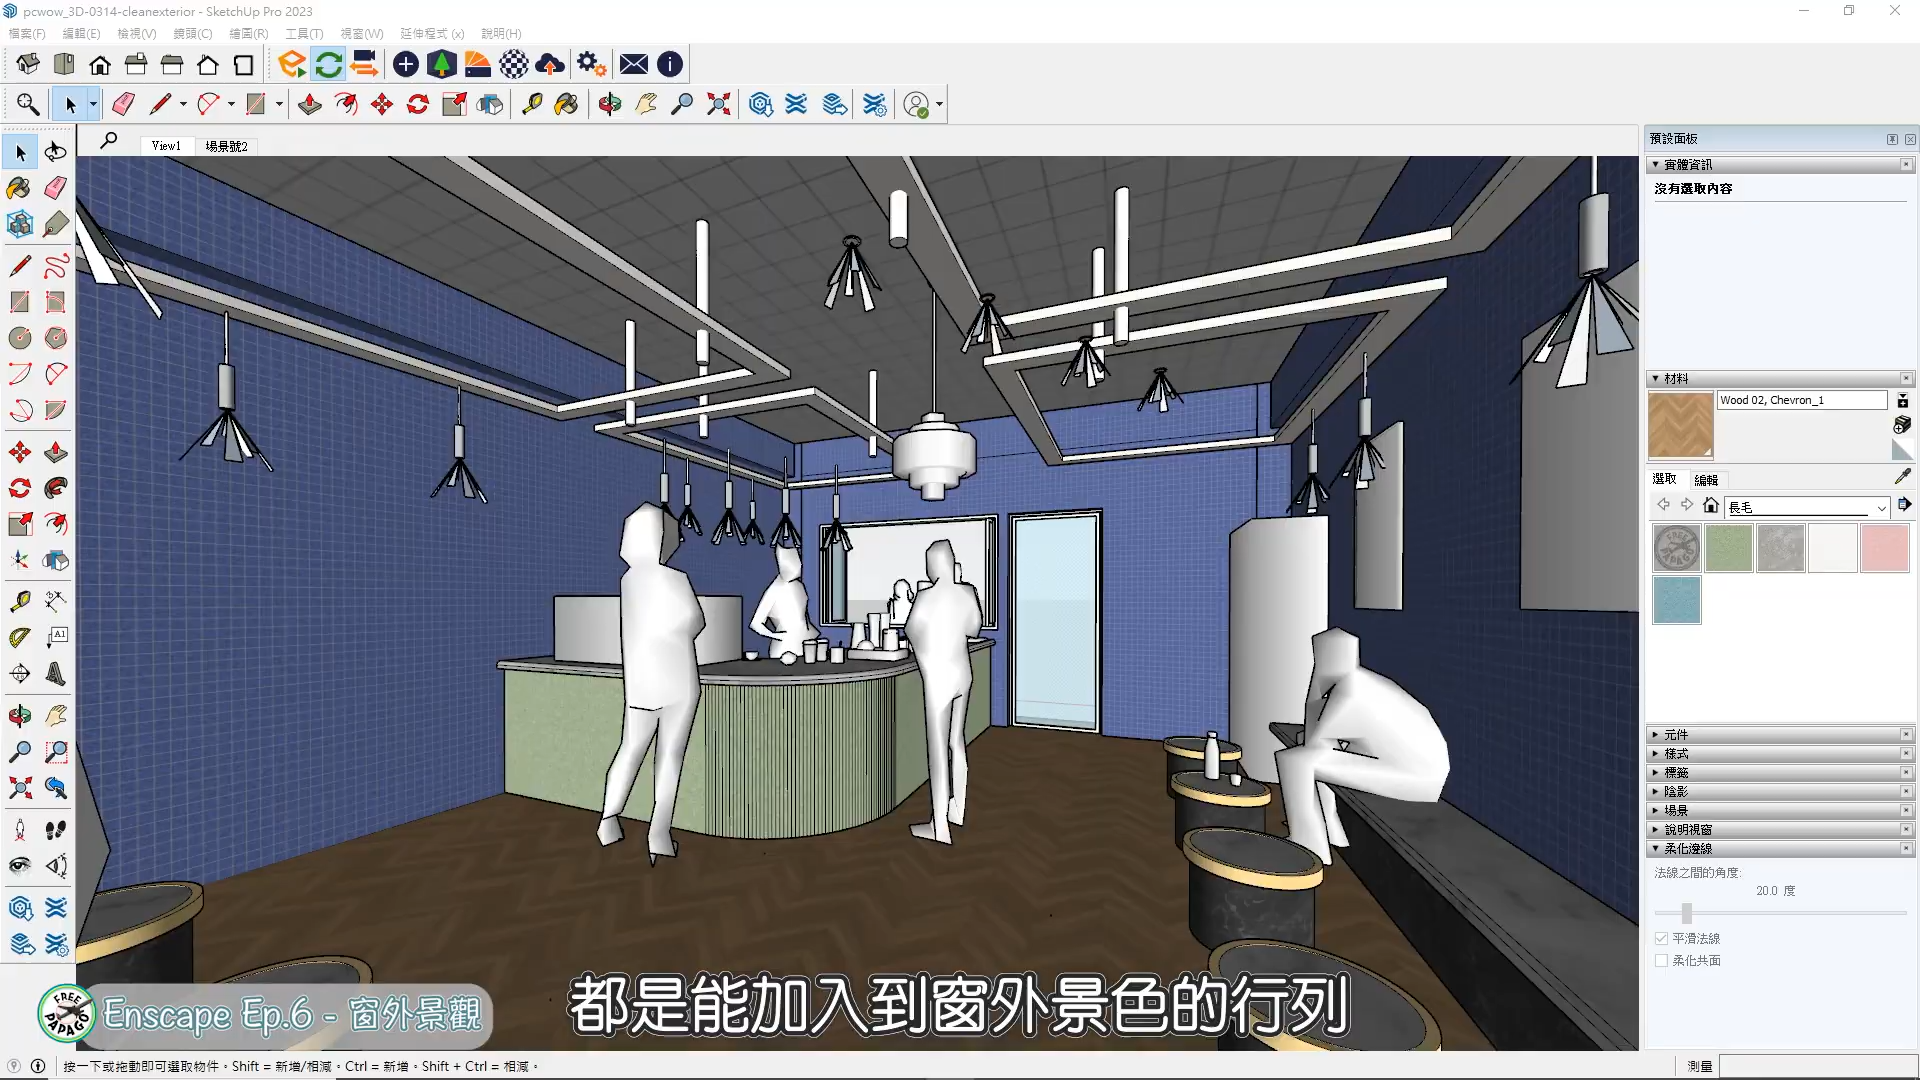 pcwow_3D-0314-cleanexterior - SketchUp Pro 2023
檔案(F) 編輯(E) 檢視(V) 鏡頭(C) 繪圖(R) 工具(T) 視窗(W) 延伸程式 (x) 說明(H)
View1 場景號2
預設面板
實體資訊
沒有選取內容
材料
Wood 02, Chevron_1
選取 編輯
長毛
元件
樣式
標籤
陰影
場景
說明視窗
柔化邊線
法線之間的角度:
20.0 度
平滑法線
柔化共面
A1
FREE PAPAGO
Enscape Ep.6 - 窗外景觀
都是能加入到窗外景色的行列
按一下或拖動即可選取物件。Shift = 新增/相減。Ctrl = 新增。Shift + Ctrl = 相減。
測量